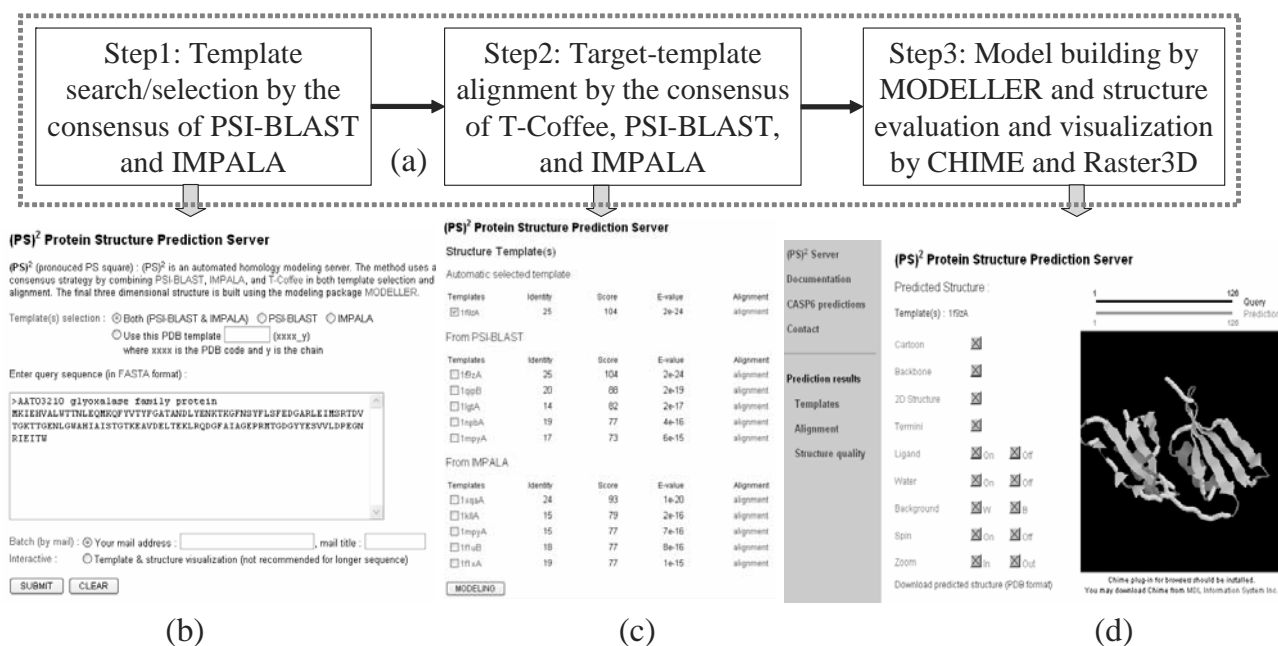 Step1: Template
search/selection by the
consensus of PSI-BLAST
and IMPALA
(a)
Step2: Target-template
alignment by the consensus
of T-Coffee, PSI-BLAST,
and IMPALA
Step3: Model building by
MODELLER and structure
evaluation and visualization
by CHIME and Raster3D
(PS)2 Protein Structure Prediction Server
(PS)2 (pronouced PS square) : (PS)2 is an automated homology modeling server. The method uses a
consensus strategy by combining PSI-BLAST, IMPALA, and T-Coffee in both template selection and
alignment. The final three dimensional structure is built using the modeling package MODELLER.
Template(s) selection : Both (PSI-BLAST & IMPALA) PSI-BLAST IMPALA
Use this PDB template (xxxx_y)
where xxxx is the PDB code and y is the chain
Enter query sequence (in FASTA format) :
>AAT03210 glyoxalase family protein
MKIEHVALWTTNLEQMKQFYVTYFGATANDLYENKTKGFNSYFLSFEDGARLEIMSRTDV
TGKTTGENLGWAHIAISTGTKEAVDELTEKLRQDGFAIAGEPRMTGDGYYESVVLDPEGN
RIEITW
Batch (by mail) : Your mail address : , mail title :
Interactive : Template & structure visualization (not recommended for longer sequence)
SUBMIT CLEAR
(b)
(PS)2 Protein Structure Prediction Server
Structure Template(s)
Automatic selected template
Templates Identity Score E-value Alignment
1f9zA 25 104 2e-24 alignment
From PSI-BLAST
Templates Identity Score E-value Alignment
1f9zA 25 104 2e-24 alignment
20 88 2e-19 alignment
14 82 2e-17 alignment
1npbA 19 77 4e-16 alignment
1mpyA 17 73 6e-15 alignment
From IMPALA
Templates Identity Score E-value Alignment
24 93 1e-20 alignment
15 79 2e-16 alignment
1mpyA 15 77 7e-16 alignment
18 77 8e-16 alignment
19 77 1e-15 alignment
MODELING
(c)
(PS)2 Server
Documentation
CASP6 predictions
Contact
Prediction results
Templates
Alignment
Structure quality
(PS)2 Protein Structure Prediction Server
Predicted Structure :
Template(s) : 1f9zA
Cartoon
Backbone
2D Structure
Termini
Ligand On Off
Water On Off
Background W B
Spin On Off
Zoom In Out
Download predicted structure (PDB format)
1 126
Query
Prediction
1 126
Chime plug-in for browsers should be installed.
You may download Chime from MDL Information System Inc.
(d)